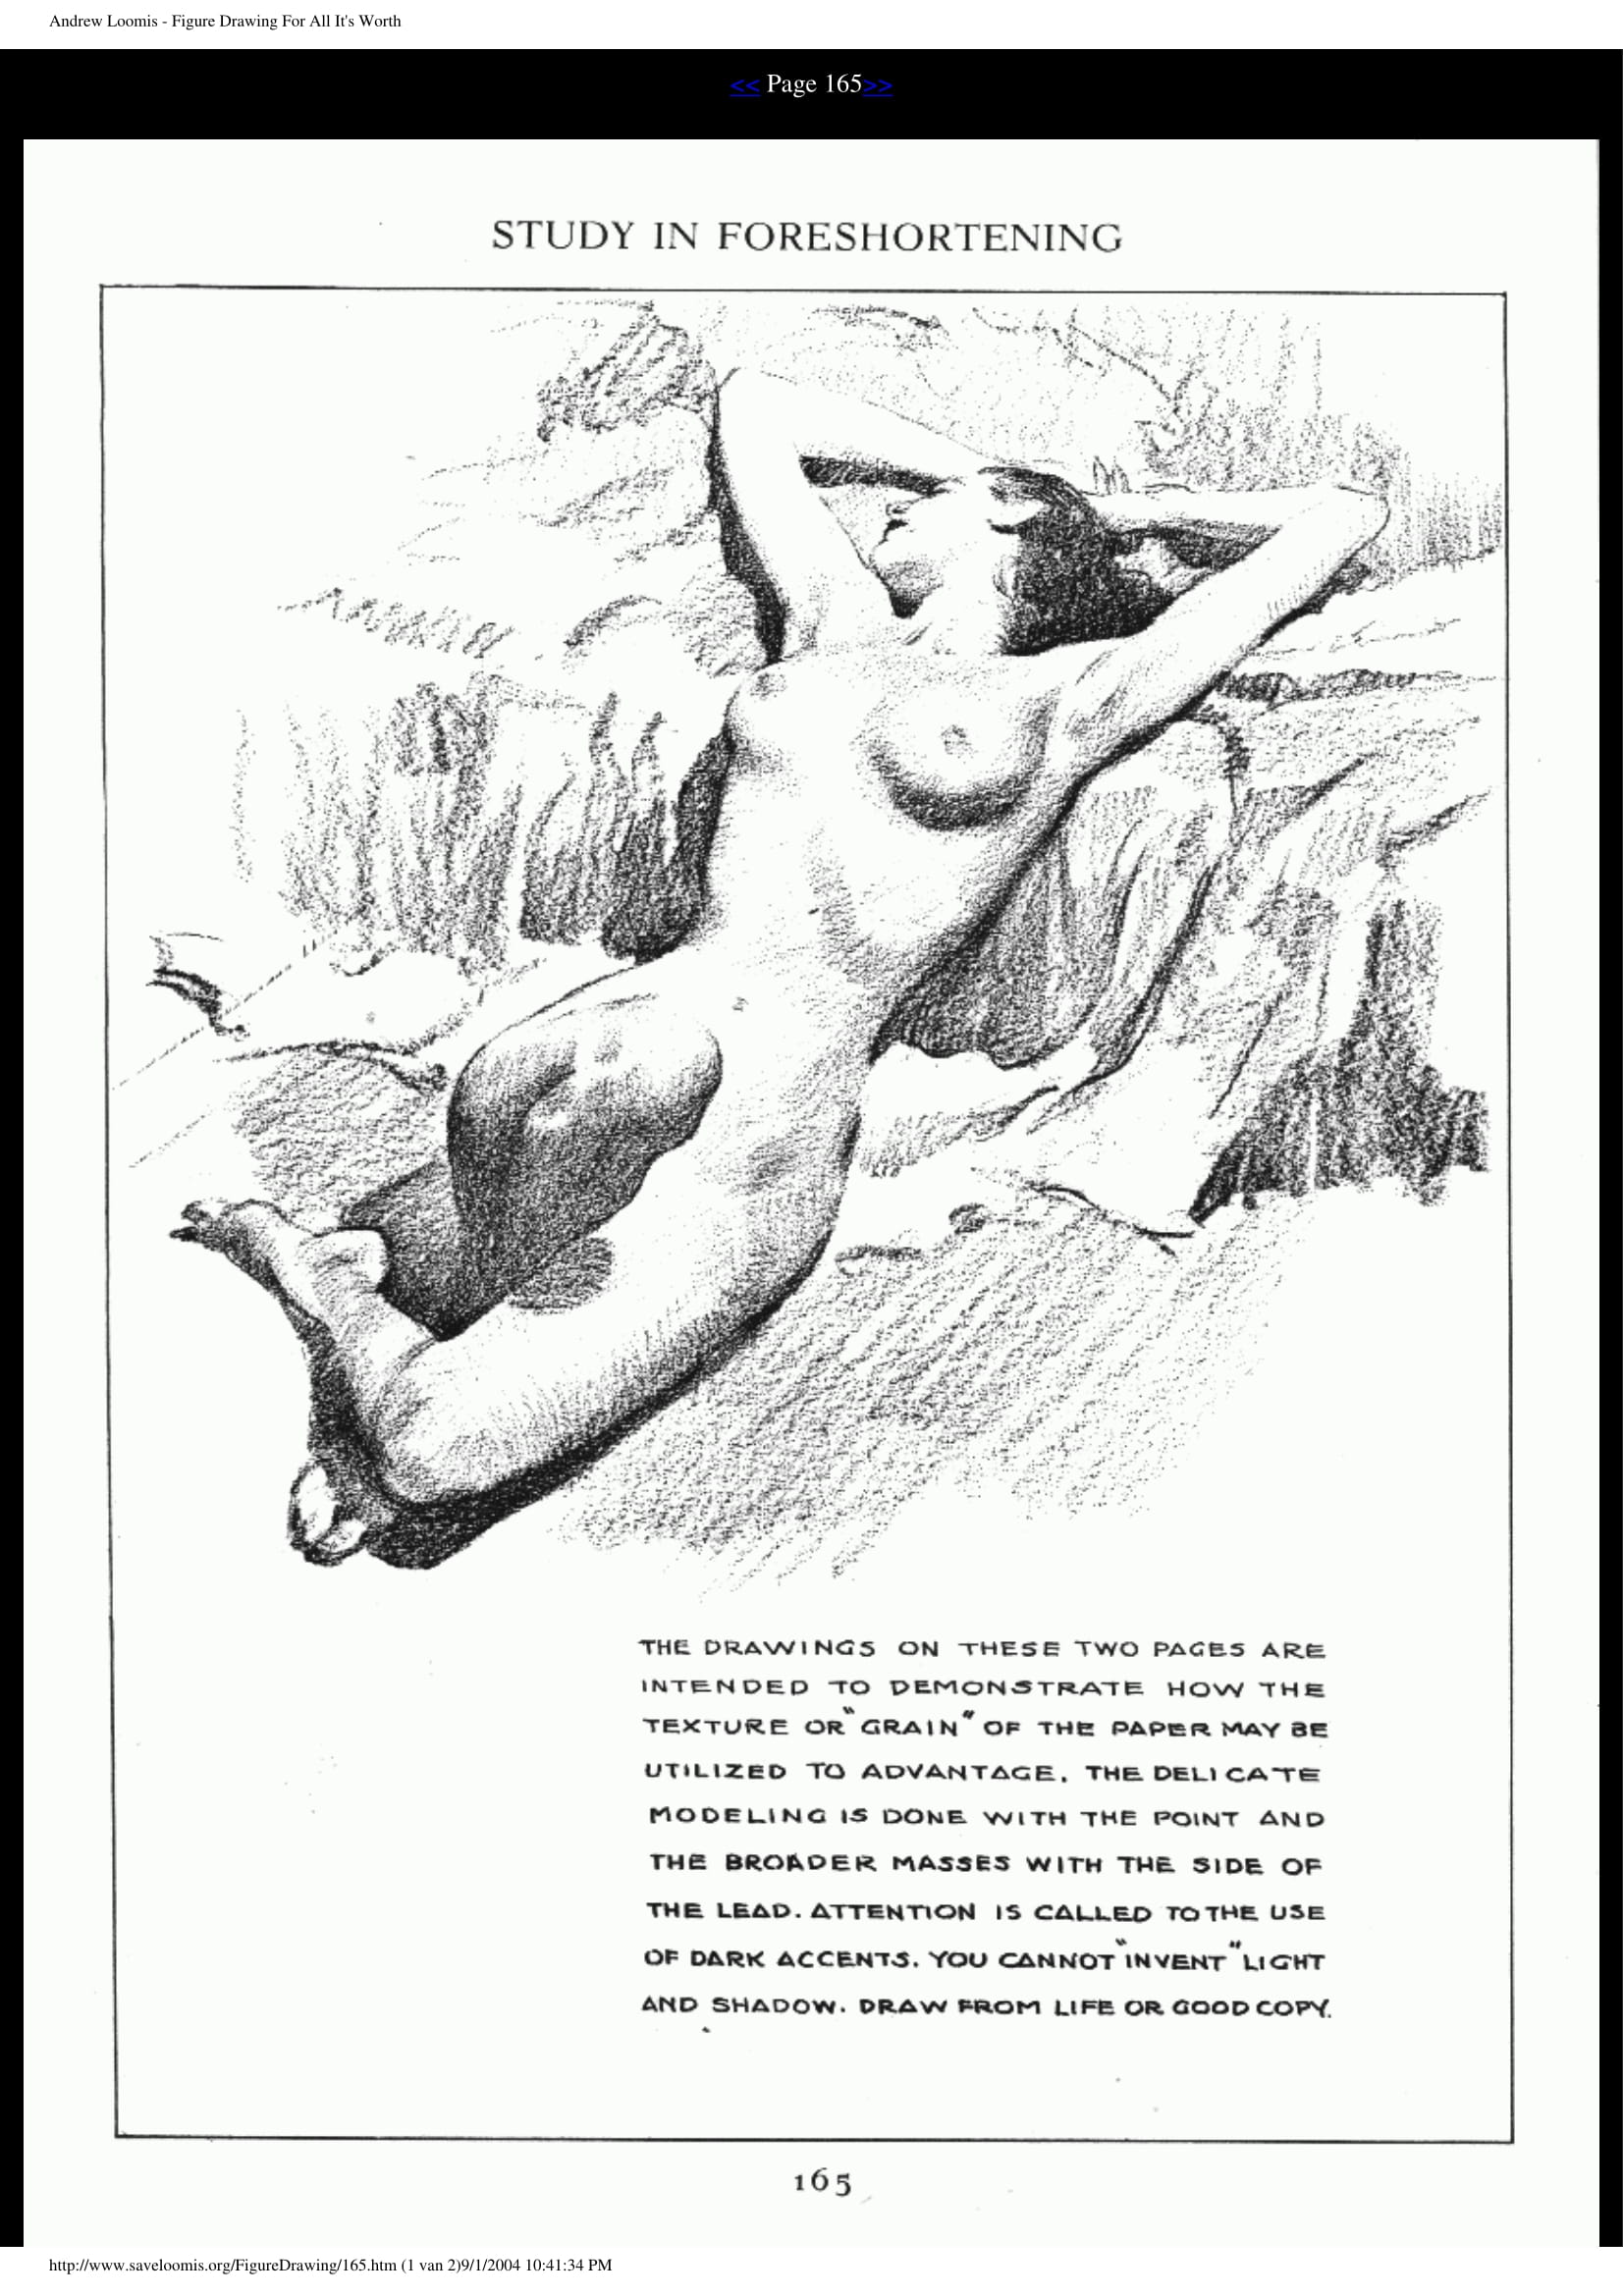 Andrew Loomis - Figure Drawing For All It's Worth
<< Page 165>>
STUDY IN FORESHORTENING
THE DRAWINGS ON THESE TWO PAGES ARE
INTENDED TO DEMONSTRATE HOW THE
TEXTURE OR "GRAIN" OF THE PAPER MAY BE
UTILIZED TO ADVANTAGE. THE DELICATE
MODELING IS DONE WITH THE POINT AND
THE BROADER MASSES WITH THE SIDE OF
THE LEAD. ATTENTION IS CALLED TO THE USE
OF DARK ACCENTS. YOU CANNOT "INVENT" LIGHT
AND SHADOW. DRAW FROM LIFE OR GOOD COPY.
165
http://www.saveloomis.org/FigureDrawing/165.htm (1 van 2)9/1/2004 10:41:34 PM